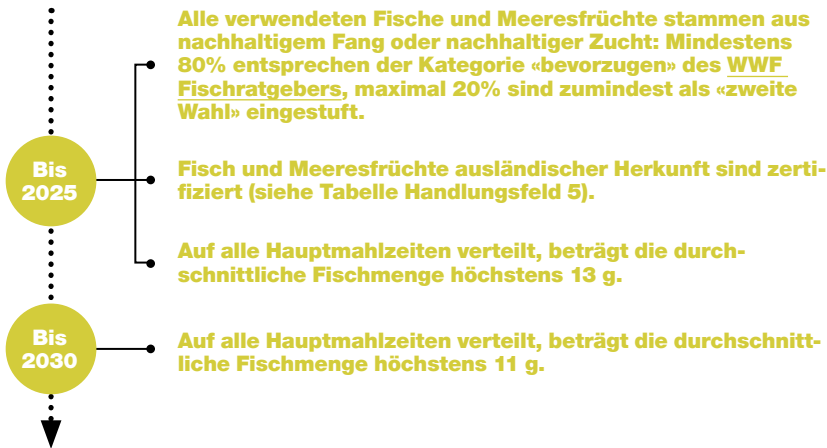 Alle verwendeten Fische und Meeresfrüchte stammen aus
nachhaltigem Fang oder nachhaltiger Zucht: Mindestens
80% entsprechen der Kategorie «bevorzugen» des WWF
Fischratgebers, maximal 20% sind zumindest als «zweite
Wahl» eingestuft.
Bis
2025
Fisch und Meeresfrüchte ausländischer Herkunft sind zerti-
fiziert (siehe Tabelle Handlungsfeld 5).
Auf alle Hauptmahlzeiten verteilt, beträgt die durch-
schnittliche Fischmenge höchstens 13 g.
Bis
2030
Auf alle Hauptmahlzeiten verteilt, beträgt die durchschnitt-
liche Fischmenge höchstens 11 g.